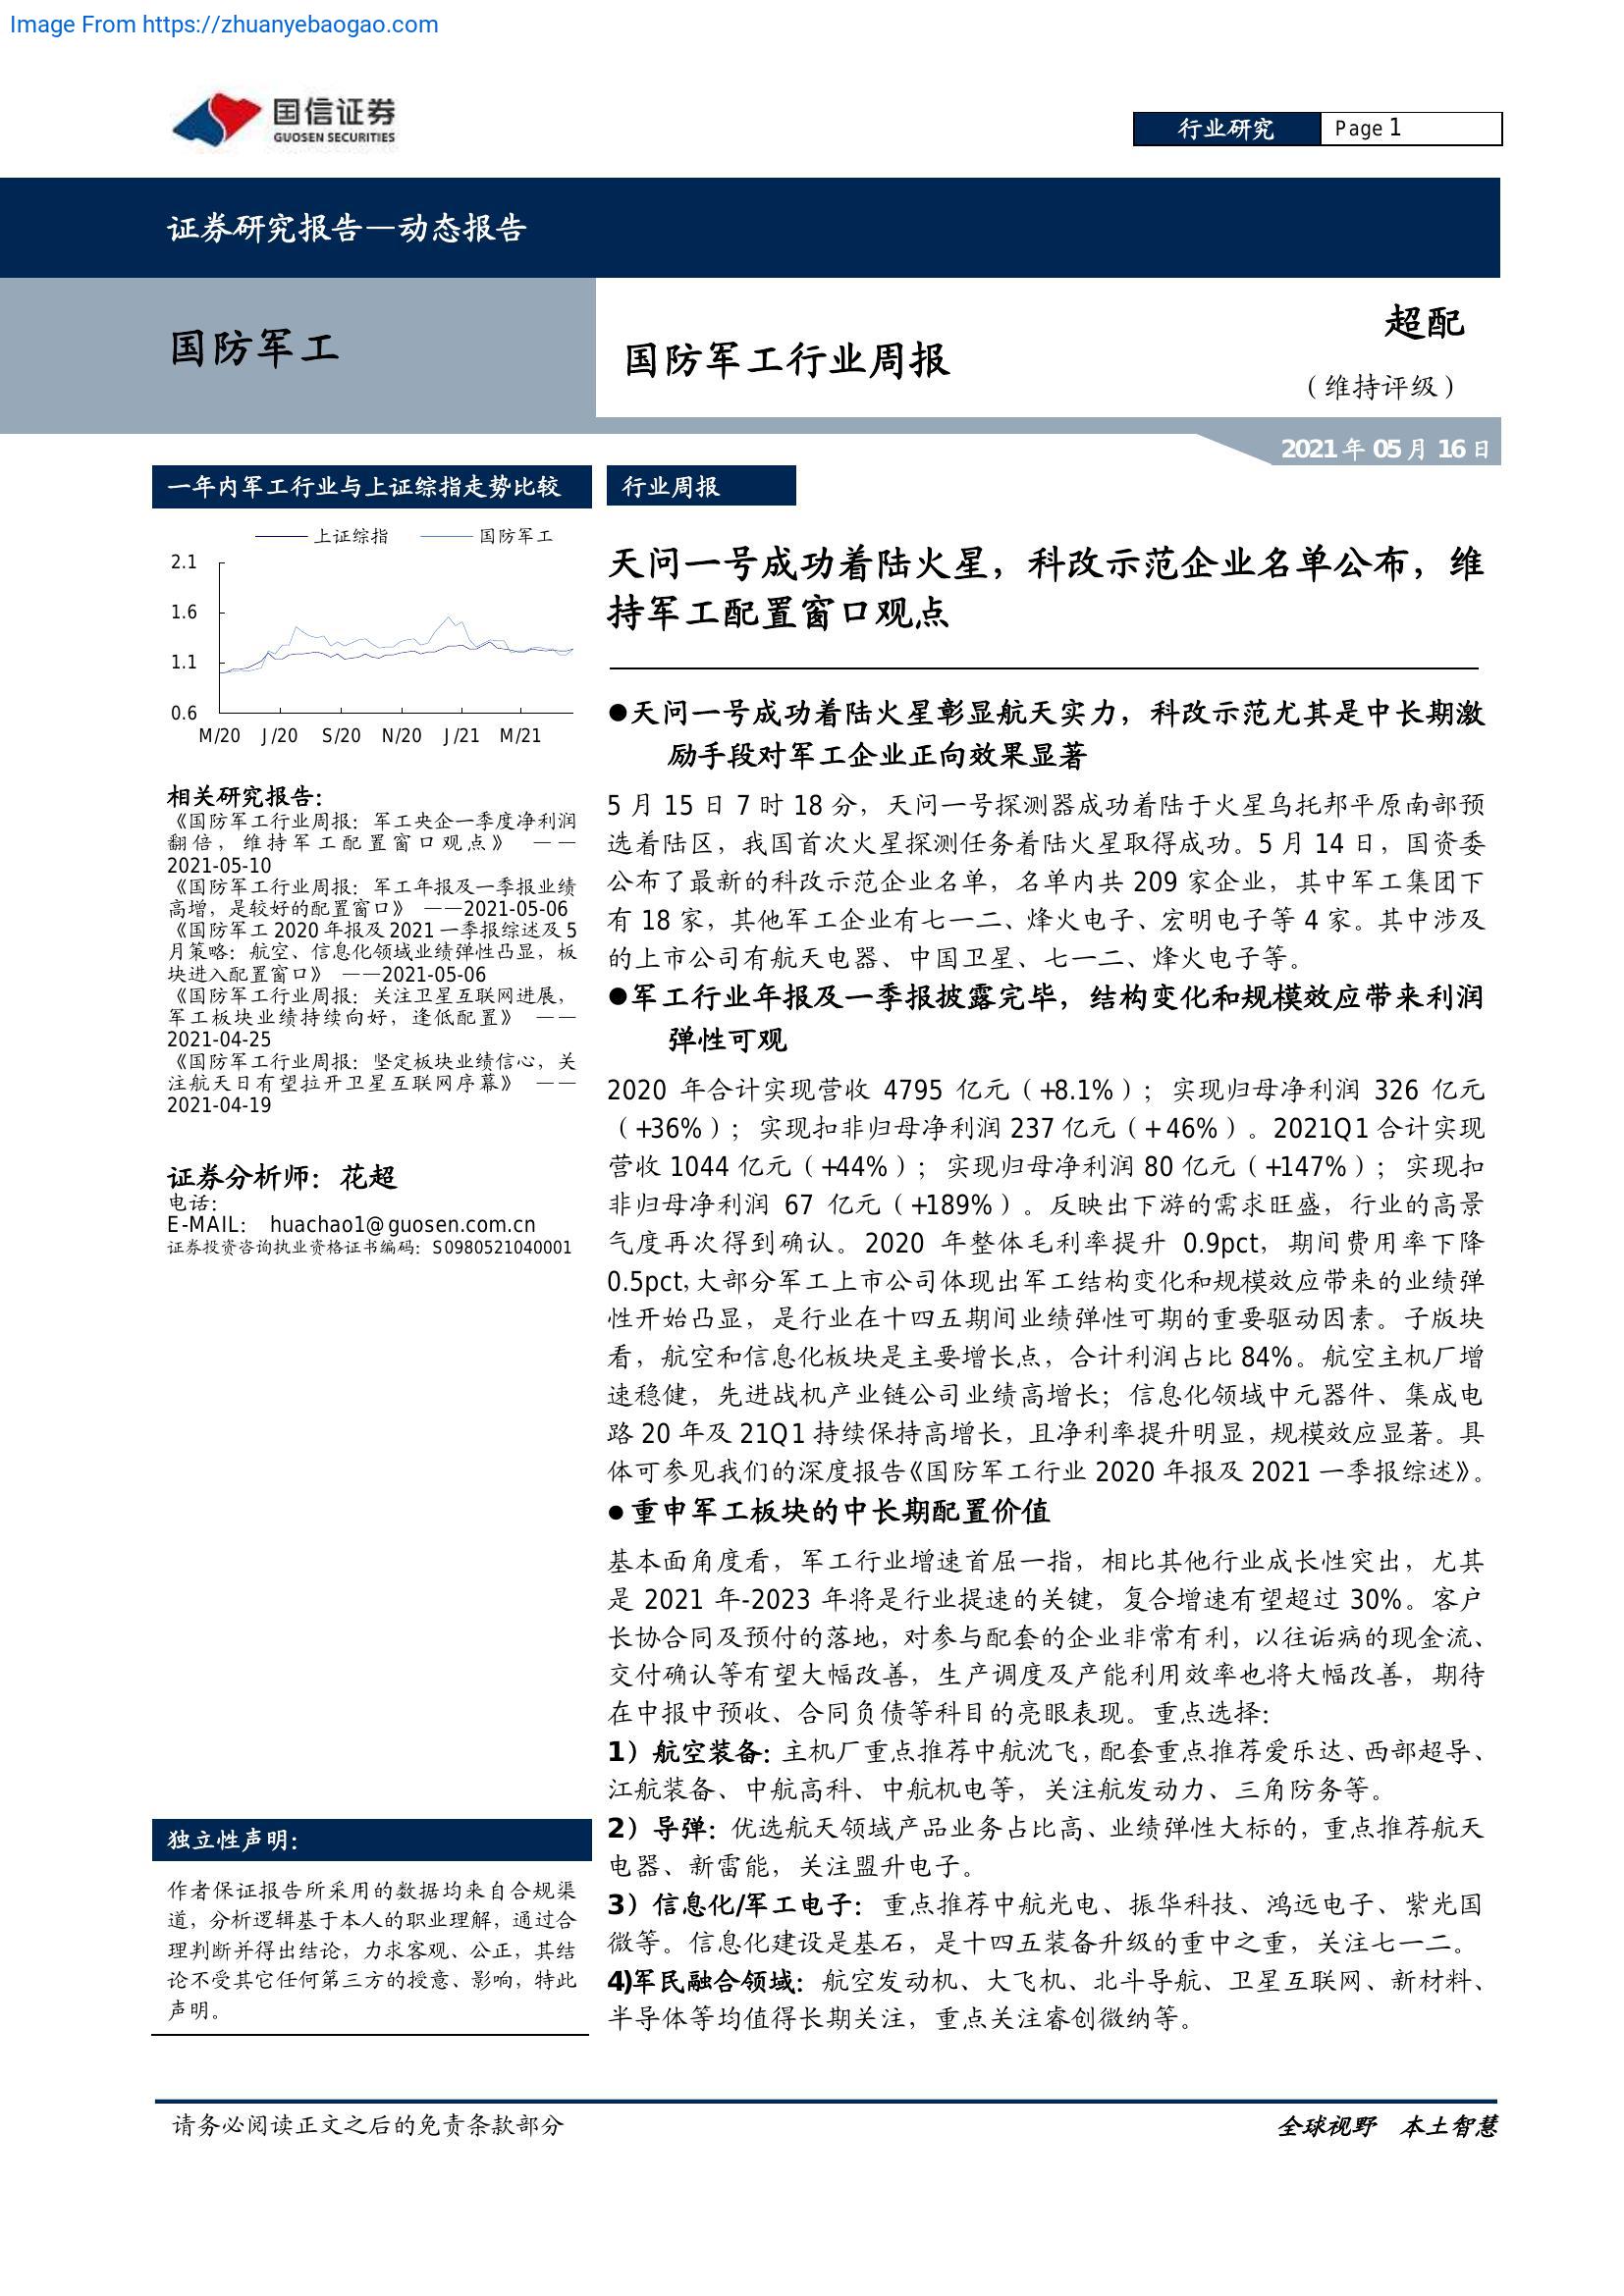 Image From https://zhuanyebaogao.com
国信证券
GUOSEN SECURITIES
行业研究 Page 1
证券研究报告—动态报告
国防军工
国防军工行业周报
超配
（维持评级）
2021 年 05 月 16 日
一年内军工行业与上证综指走势比较
上证综指 国防军工
2.1
1.6
1.1
0.6
M/20 J/20 S/20 N/20 J/21 M/21
相关研究报告：
《国防军工行业周报：军工央企一季度净利润
翻倍，维持军工配置窗口观点》 ——
2021-05-10
《国防军工行业周报：军工年报及一季报业绩
高增，是较好的配置窗口》 ——2021-05-06
《国防军工 2020 年报及 2021 一季报综述及 5
月策略：航空、信息化领域业绩弹性凸显，板
块进入配置窗口》 ——2021-05-06
《国防军工行业周报：关注卫星互联网进展，
军工板块业绩持续向好，逢低配置》 ——
2021-04-25
《国防军工行业周报：坚定板块业绩信心，关
注航天日有望拉开卫星互联网序幕》 ——
2021-04-19
证券分析师：花超
电话：
E-MAIL： huachao1@guosen.com.cn
证券投资咨询执业资格证书编码：S0980521040001
独立性声明：
作者保证报告所采用的数据均来自合规渠
道，分析逻辑基于本人的职业理解，通过合
理判断并得出结论，力求客观、公正，其结
论不受其它任何第三方的授意、影响，特此
声明。
行业周报
天问一号成功着陆火星，科改示范企业名单公布，维
持军工配置窗口观点
●天问一号成功着陆火星彰显航天实力，科改示范尤其是中长期激
励手段对军工企业正向效果显著
5 月 15 日 7 时 18 分，天问一号探测器成功着陆于火星乌托邦平原南部预
选着陆区，我国首次火星探测任务着陆火星取得成功。5 月 14 日，国资委
公布了最新的科改示范企业名单，名单内共 209 家企业，其中军工集团下
有 18 家，其他军工企业有七一二、烽火电子、宏明电子等 4 家。其中涉及
的上市公司有航天电器、中国卫星、七一二、烽火电子等。
●军工行业年报及一季报披露完毕，结构变化和规模效应带来利润
弹性可观
2020 年合计实现营收 4795 亿元（+8.1%）；实现归母净利润 326 亿元
（+36%）；实现扣非归母净利润 237 亿元（+ 46%）。2021Q1 合计实现
营收 1044 亿元（+44%）；实现归母净利润 80 亿元（+147%）；实现扣
非归母净利润 67 亿元（+189%）。反映出下游的需求旺盛，行业的高景
气度再次得到确认。2020 年整体毛利率提升 0.9pct，期间费用率下降
0.5pct,大部分军工上市公司体现出军工结构变化和规模效应带来的业绩弹
性开始凸显，是行业在十四五期间业绩弹性可期的重要驱动因素。子版块
看，航空和信息化板块是主要增长点，合计利润占比 84%。航空主机厂增
速稳健，先进战机产业链公司业绩高增长；信息化领域中元器件、集成电
路 20 年及 21Q1 持续保持高增长，且净利率提升明显，规模效应显著。具
体可参见我们的深度报告《国防军工行业 2020 年报及 2021 一季报综述》。
● 重申军工板块的中长期配置价值
基本面角度看，军工行业增速首屈一指，相比其他行业成长性突出，尤其
是 2021 年-2023 年将是行业提速的关键，复合增速有望超过 30%。客户
长协合同及预付的落地，对参与配套的企业非常有利，以往诟病的现金流、
交付确认等有望大幅改善，生产调度及产能利用效率也将大幅改善，期待
在中报中预收、合同负债等科目的亮眼表现。重点选择：
1）航空装备：主机厂重点推荐中航沈飞，配套重点推荐爱乐达、西部超导、
江航装备、中航高科、中航机电等，关注航发动力、三角防务等。
2）导弹：优选航天领域产品业务占比高、业绩弹性大标的，重点推荐航天
电器、新雷能，关注盟升电子。
3）信息化/军工电子：重点推荐中航光电、振华科技、鸿远电子、紫光国
微等。信息化建设是基石，是十四五装备升级的重中之重，关注七一二。
4)军民融合领域：航空发动机、大飞机、北斗导航、卫星互联网、新材料、
半导体等均值得长期关注，重点关注睿创微纳等。
请务必阅读正文之后的免责条款部分
全球视野 本土智慧